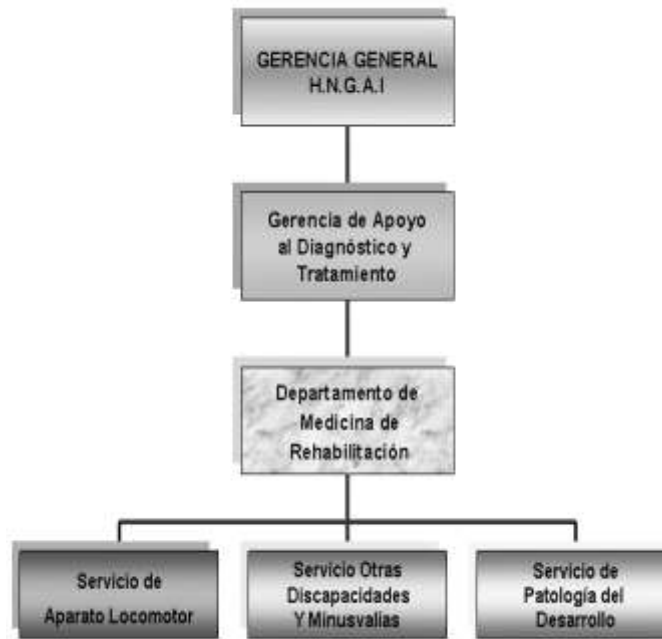 GERENCIA GENERAL
H.N.G.A.I
Gerencia de Apoyo
al Diagnóstico y
Tratamiento
Departamento de
Medicina de
Rehabilitación
Servicio de
Aparato Locomotor
Servicio Otras
Discapacidades
Y Minusvalías
Servicio de
Patología del
Desarrollo